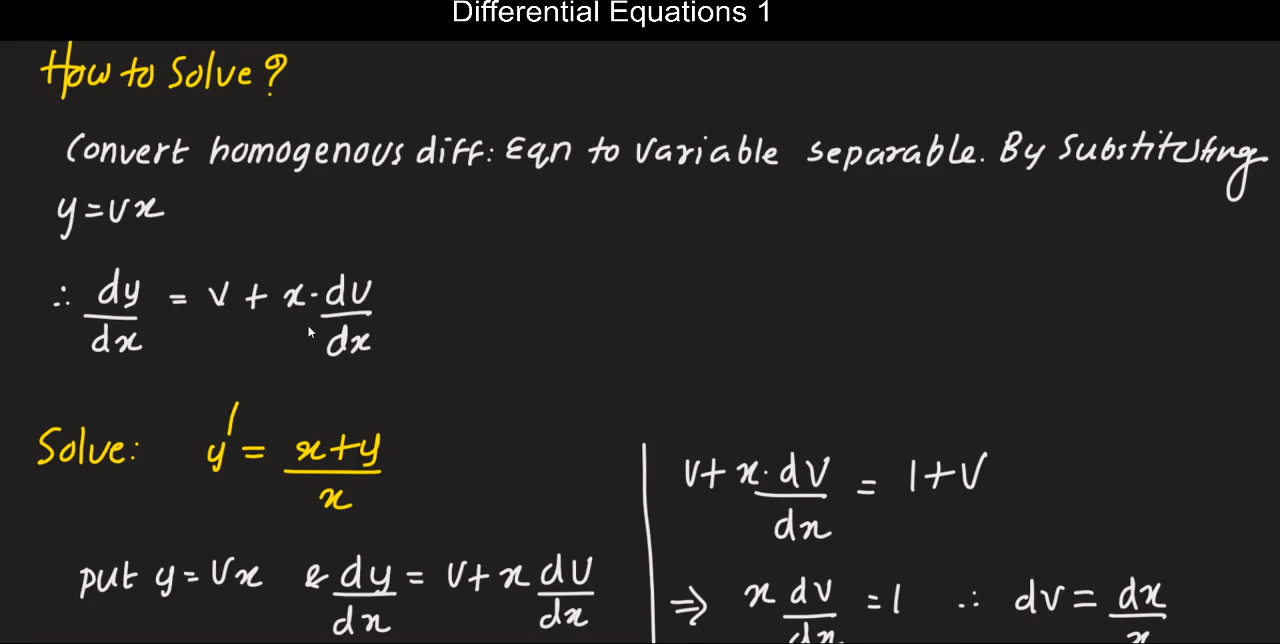 Differential Equations 1
How to Solve?
Convert homogenous diff: Eqn to variable separable. By Substituting
y = vx
∴ dy/dx = v + x · dv/dx
Solve: y' = (x+y)/x
put y = vx & dy/dx = v + x dv/dx
v + x · dv/dx = 1 + v
⇒ x dv/dx = 1 ∴ dv = dx/x